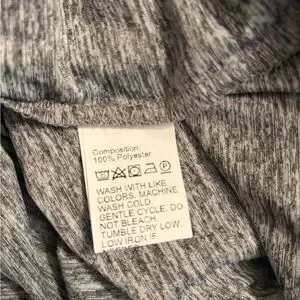 Composition:
100% Polyester
WASH WITH LIKE
COLORS. MACHINE
WASH COLD
GENTLE CYCLE. DO
NOT BLEACH.
TUMBLE DRY LOW.
LOW IRON IF